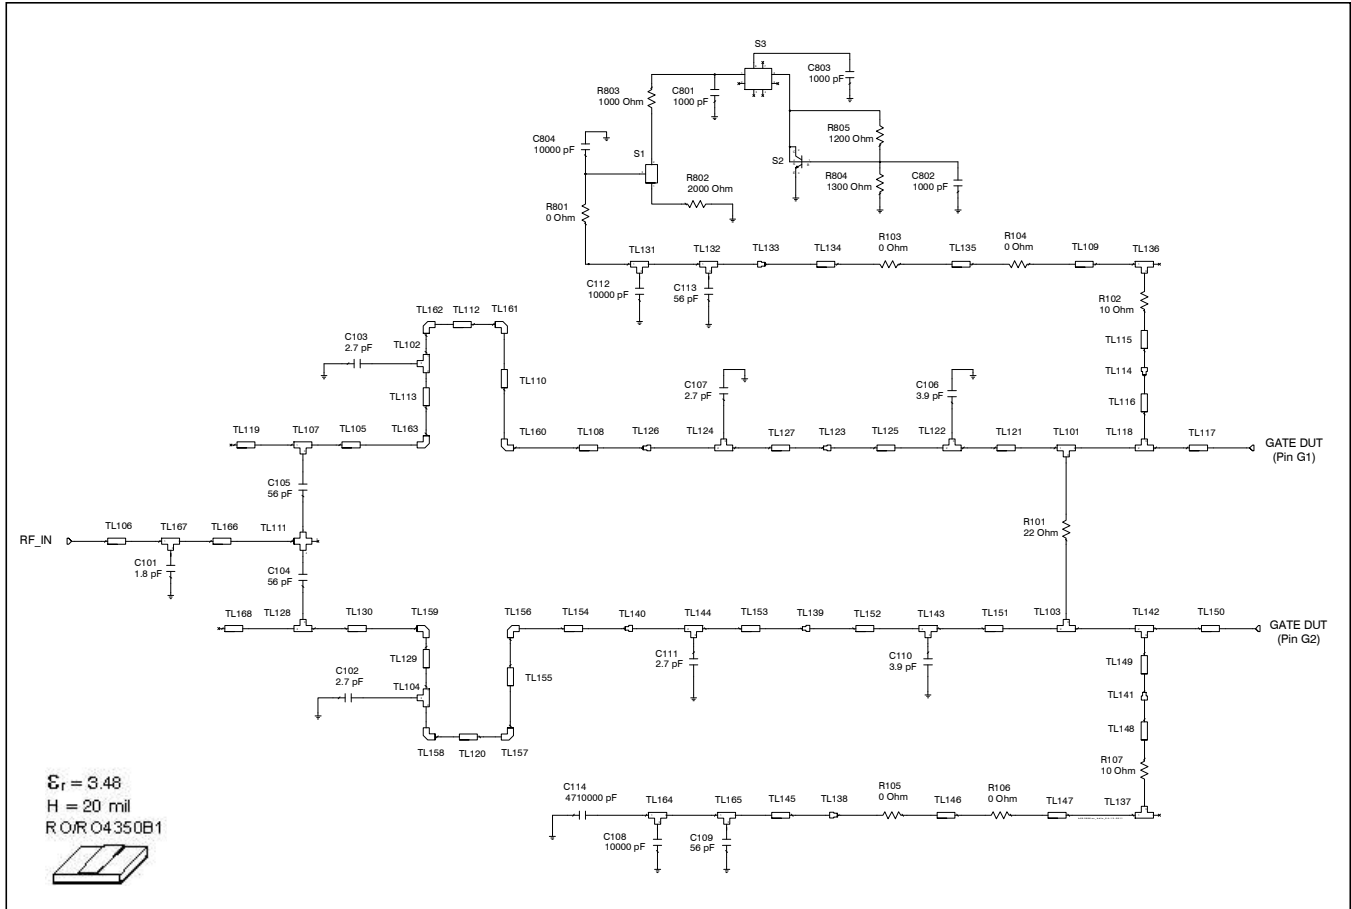 S3
C803
1000 pF
R803
1000 Ohm
C801
1000 pF
R805
1200 Ohm
C804
10000 pF
S1
S2
R802
2000 Ohm
R804
1300 Ohm
C802
1000 pF
R801
0 Ohm
TL131
TL132
TL133
TL134
R103
0 Ohm
TL135
R104
0 Ohm
TL109
TL136
C112
10000 pF
C113
56 pF
R102
10 Ohm
TL162
TL112
TL161
C103
2.7 pF
TL102
TL115
TL110
TL114
C107
2.7 pF
C106
3.9 pF
TL113
TL116
TL119
TL107
TL105
TL163
TL160
TL108
TL126
TL124
TL127
TL123
TL125
TL122
TL121
TL101
TL118
TL117
GATE DUT
(Pin G1)
C105
56 pF
RF_IN
TL106
TL167
TL166
TL111
R101
22 Ohm
C101
1.8 pF
C104
56 pF
TL168
TL128
TL130
TL159
TL156
TL154
TL140
TL144
TL153
TL139
TL152
TL143
TL151
TL103
TL142
TL150
GATE DUT
(Pin G2)
TL129
C111
2.7 pF
C110
3.9 pF
TL149
C102
2.7 pF
TL104
TL155
TL141
TL148
TL158
TL120
TL157
R107
10 Ohm
C114
4710000 pF
TL164
TL165
TL145
TL138
R105
0 Ohm
TL146
R106
0 Ohm
TL147
TL137
C108
10000 pF
C109
56 pF
εr = 3.48
H = 20 mil
RO/RO4350B1